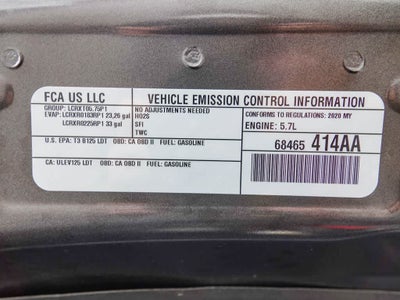 FCA US LLC
VEHICLE EMISSION CONTROL INFORMATION
GROUP: LCRXT05.75P1
EVAP: LCRXR0183RP1 23,26 gal
LCRXR0225RP1 33 gal
NO ADJUSTMENTS NEEDED
HO2S
SFI
TWC
CONFORMS TO REGULATIONS: 2020 MY
ENGINE: 5.7L
68465 414AA
U.S. EPA: T3 B125 LDT OBD: CA OBD II FUEL: GASOLINE
CA: ULEV125 LDT OBD: CA OBD II FUEL: GASOLINE